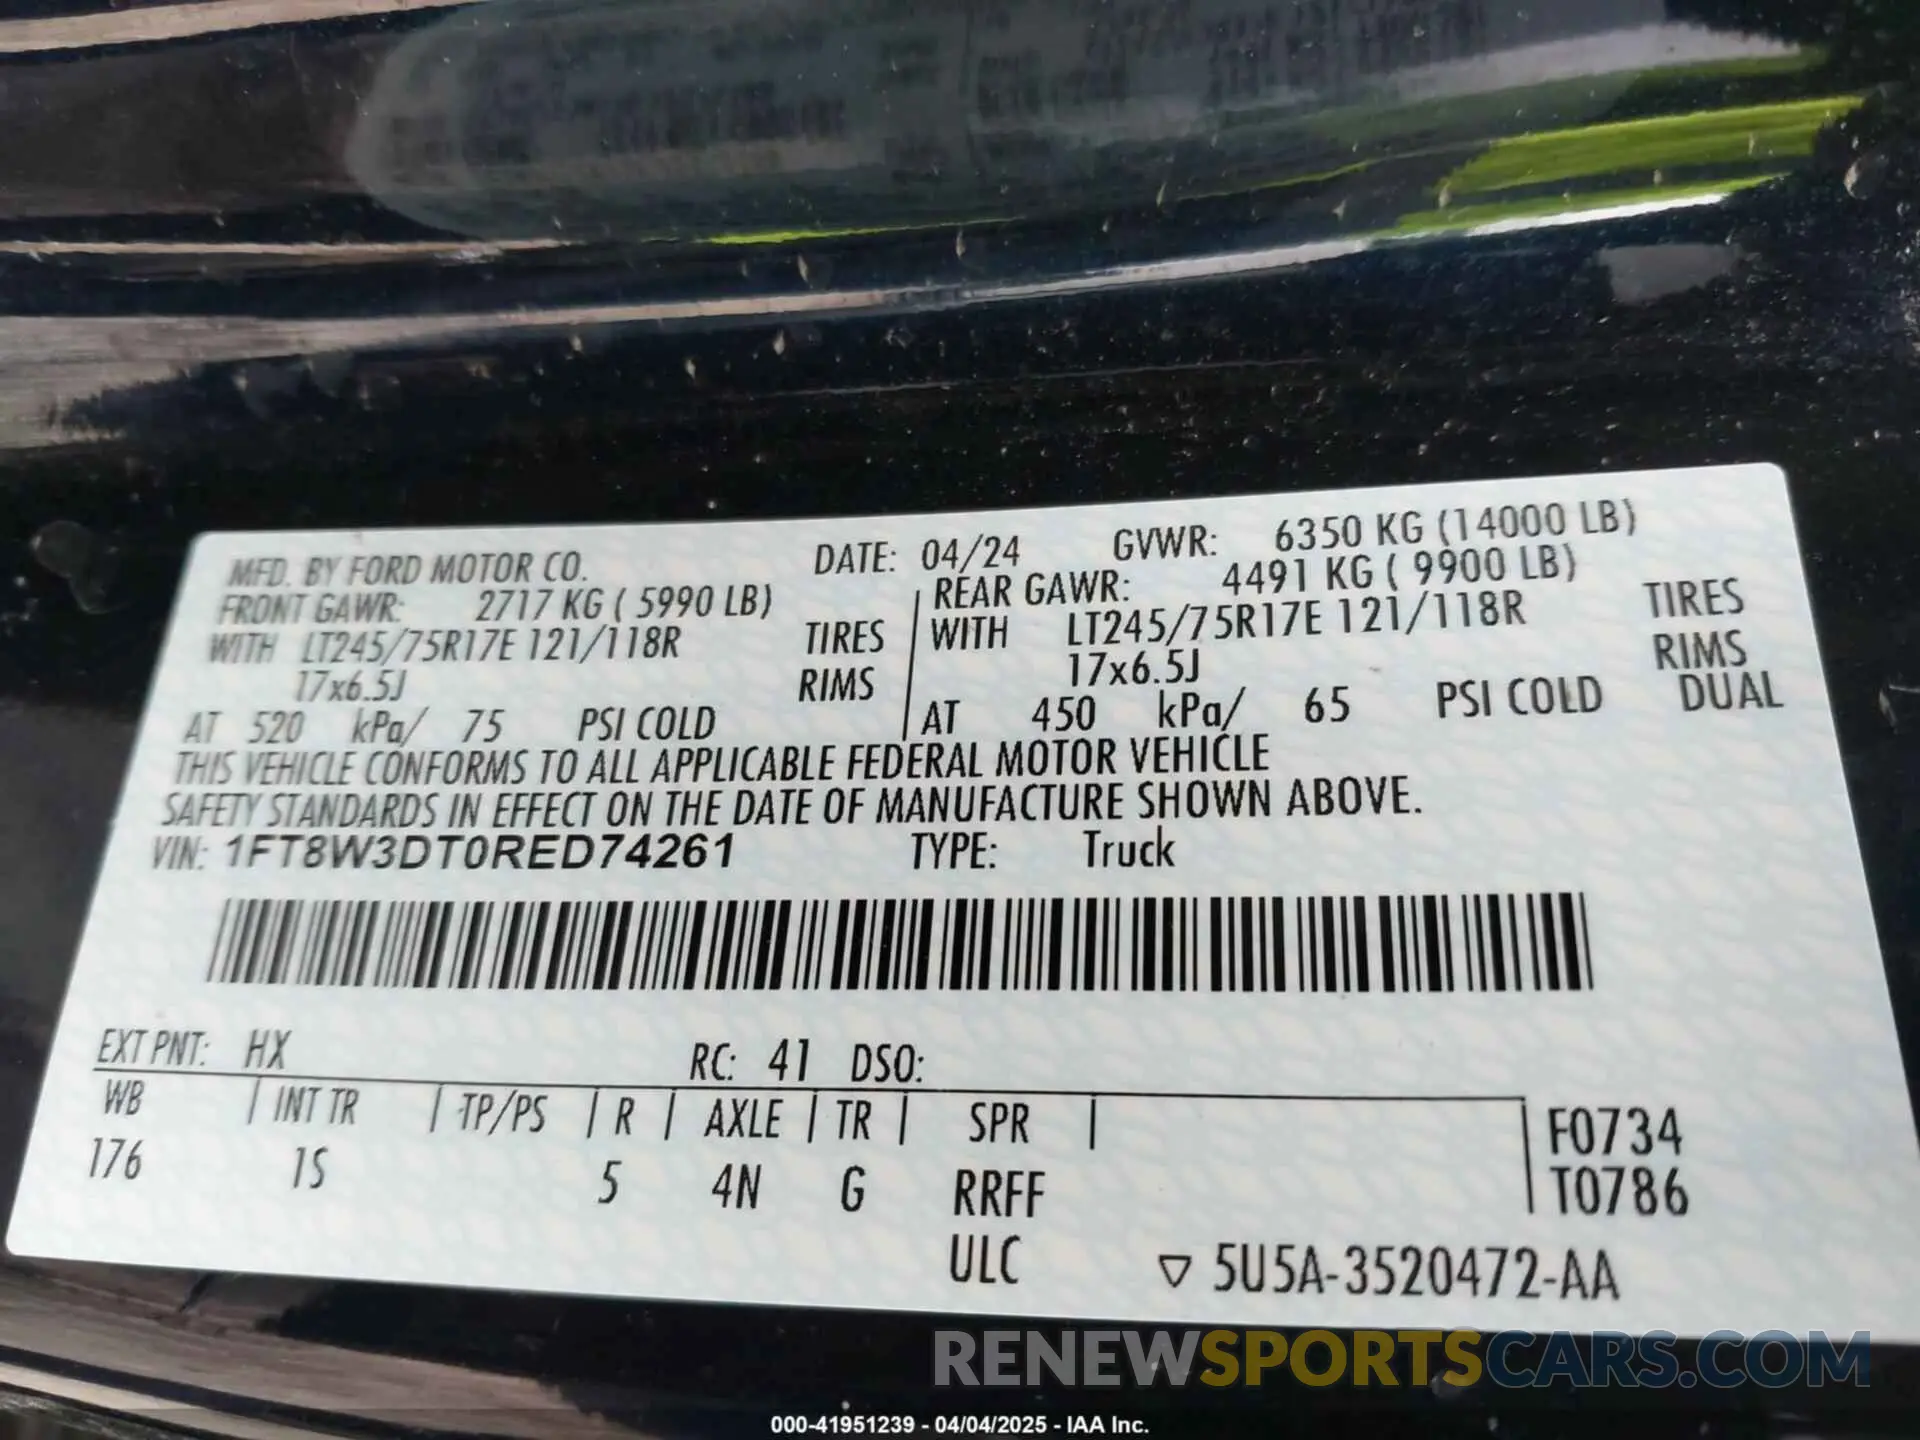 MFD. BY FORD MOTOR CO. DATE: 04/24 GVWR: 6350 KG (14000 LB)
FRONT GAWR: 2717 KG ( 5990 LB) REAR GAWR: 4491 KG ( 9900 LB)
WITH LT245/75R17E 121/118R TIRES WITH LT245/75R17E 121/118R TIRES
17x6.5J RIMS 17x6.5J RIMS
AT 520 kPa/ 75 PSI COLD AT 450 kPa/ 65 PSI COLD DUAL
THIS VEHICLE CONFORMS TO ALL APPLICABLE FEDERAL MOTOR VEHICLE
SAFETY STANDARDS IN EFFECT ON THE DATE OF MANUFACTURE SHOWN ABOVE.
VIN: 1FT8W3DT0RED74261 TYPE: Truck
EXT PNT: HX RC: 41 DSO:
WB INT TR TP/PS R AXLE TR SPR F0734
176 1S 5 4N G RRFF T0786
ULC ▽ 5U5A-3520472-AA
RENEWSPORTSCARS.COM
000-41951239 - 04/04/2025 - IAA Inc.